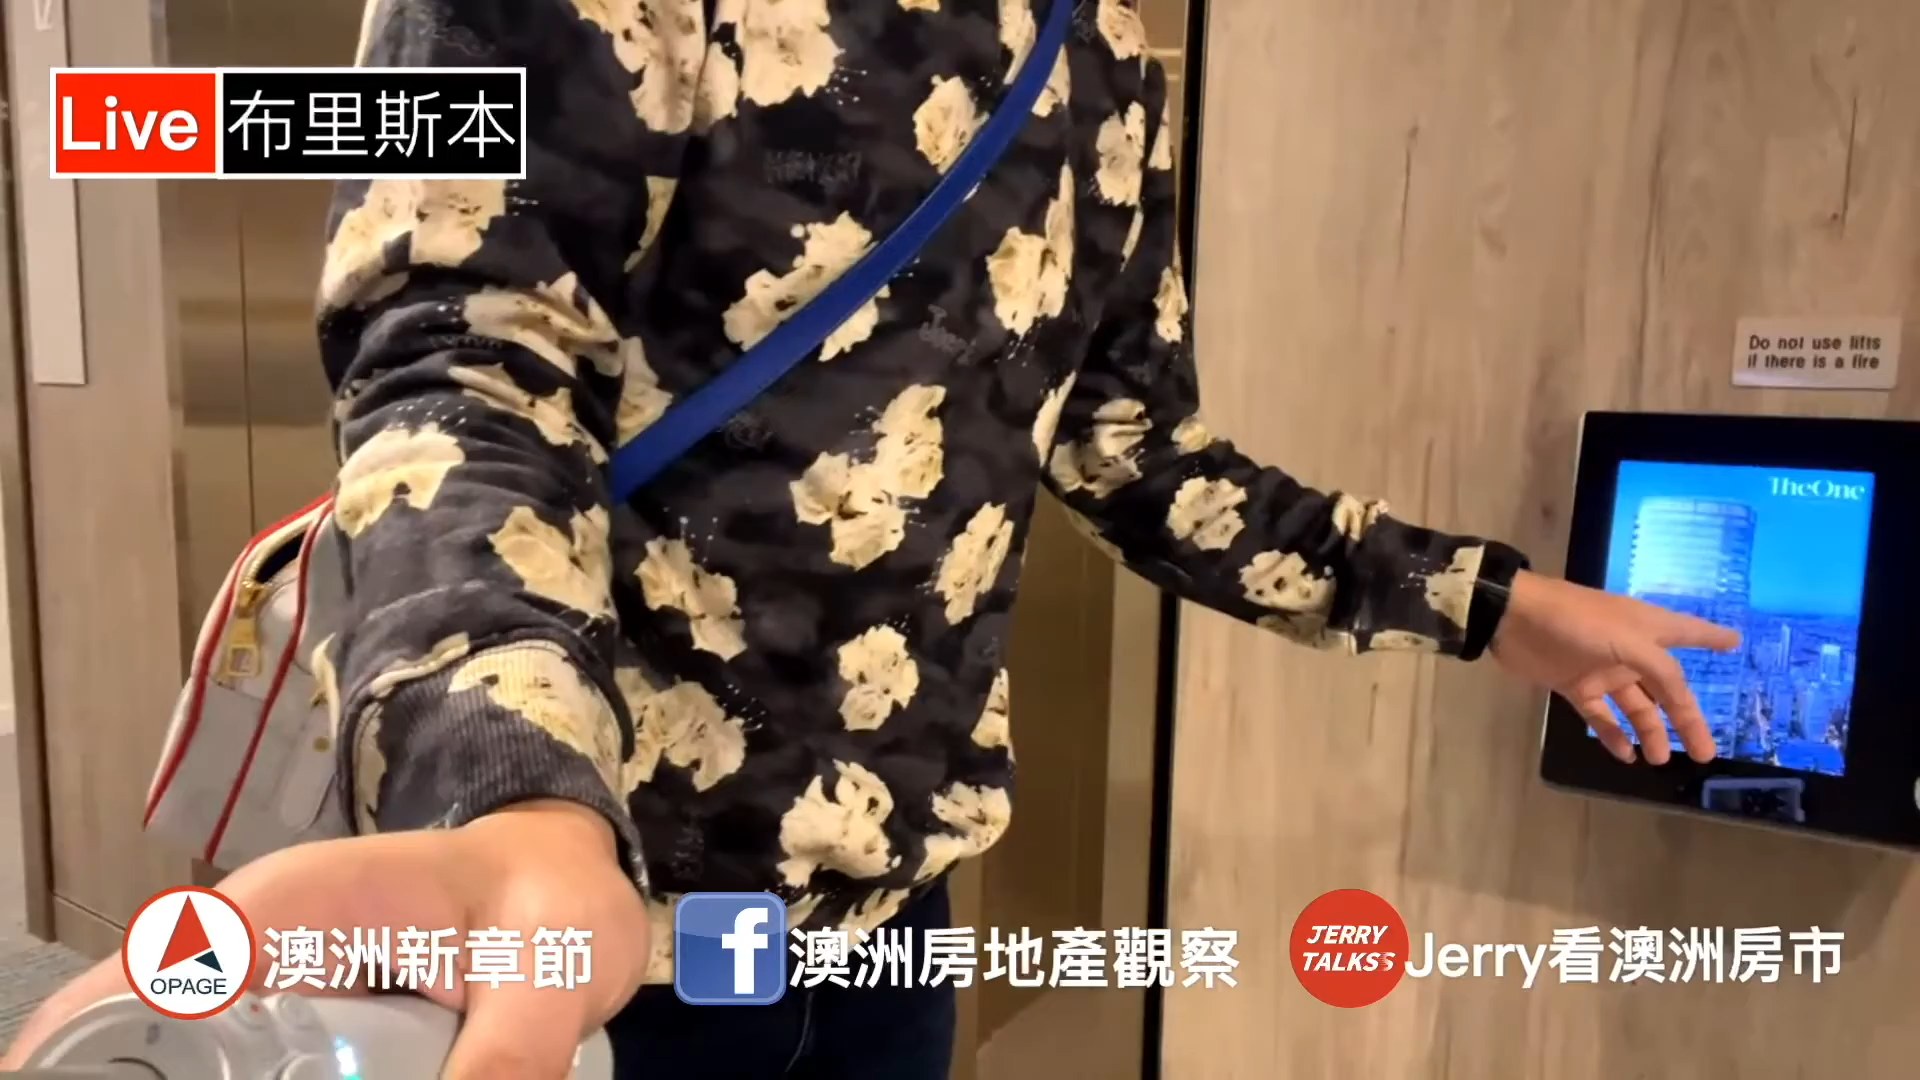 Live 布里斯本
Do not use lifts
if there is a fire
TheOne
Jerry
OPAGE
澳洲新章節
f
澳洲房地產觀察
JERRY
TALKSS
Jerry看澳洲房市